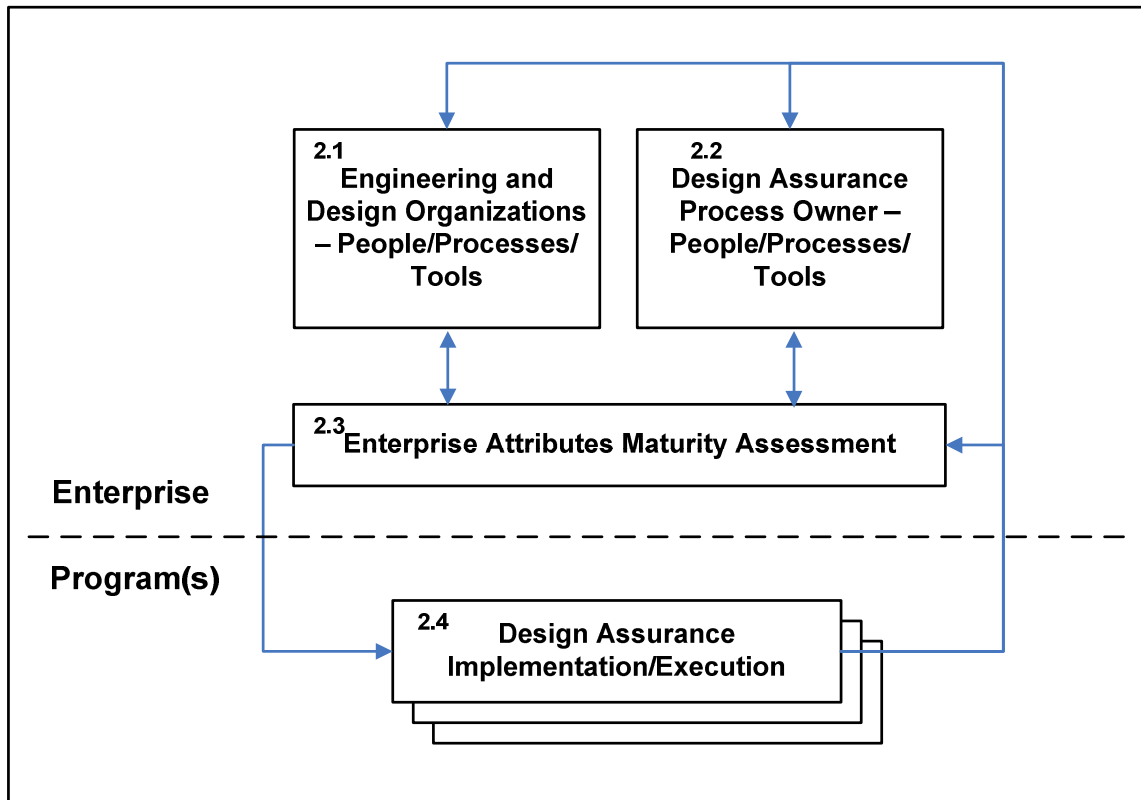 2.1
Engineering and
Design Organizations
– People/Processes/
Tools
2.2
Design Assurance
Process Owner –
People/Processes/
Tools
2.3 Enterprise Attributes Maturity Assessment
Enterprise
Program(s)
2.4
Design Assurance
Implementation/Execution